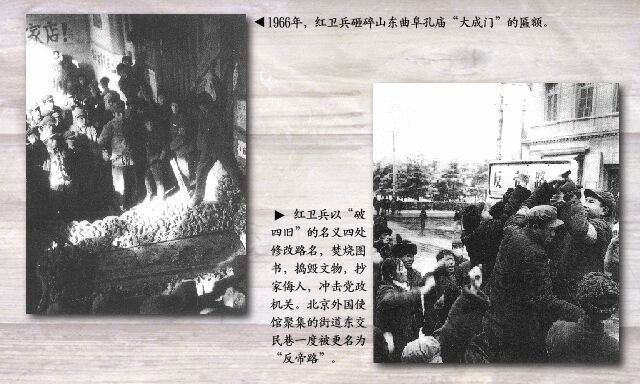 家店！
◀1966年，红卫兵砸碎山东曲阜孔庙“大成门”的匾额。
反帝路
▶ 红卫兵以“破
四旧”的名义四处
修改路名，焚烧图
书，捣毁文物，抄
家侮人，冲击党政
机关。北京外国使
馆聚集的街道东交
民巷一度被更名为
“反帝路”。